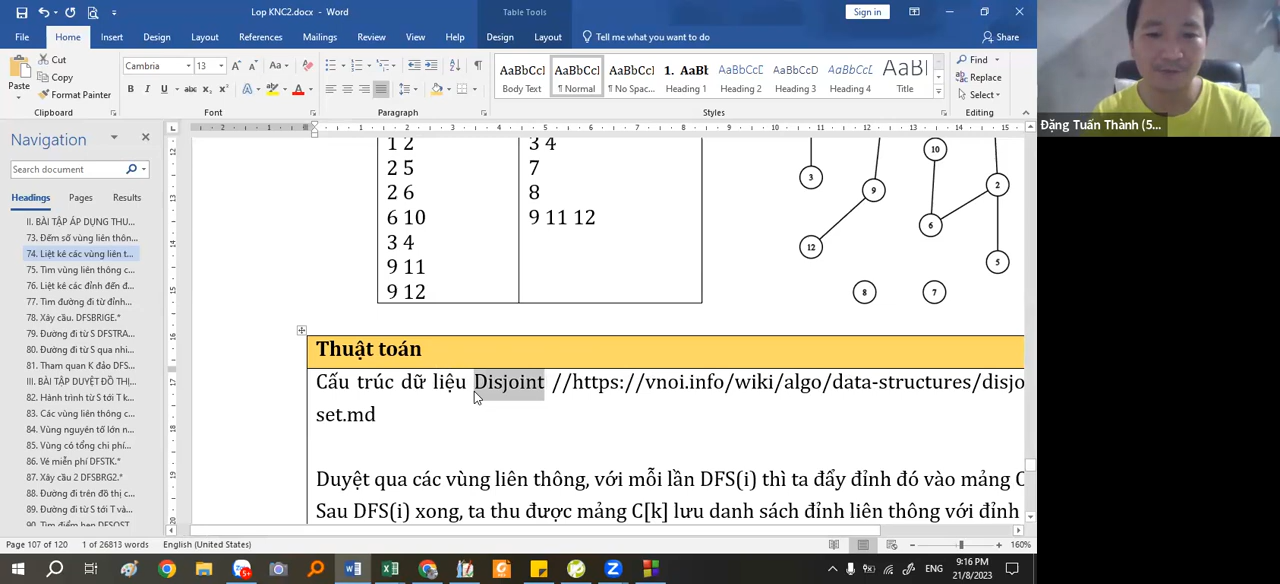 Lop KNC2.docx - Word
Table Tools
Sign in
File
Home
Insert
Design
Layout
References
Mailings
Review
View
Help
Design
Layout
Tell me what you want to do
Share
Paste
Cut
Copy
Format Painter
Clipboard
Cambria
13
Font
Paragraph
AaBbCcl
Body Text
AaBbCcl
¶ Normal
AaBbCcl
¶ No Spac...
1. AaBb
Heading 1
AaBbCcD
Heading 2
AaBbCcD
Heading 3
AaBbCcD
Heading 4
AaBl
Title
Styles
Find
Replace
Select
Editing
Đặng Tuấn Thành (5...
Navigation
Search document
Headings
Pages
Results
II. BÀI TẬP ÁP DỤNG THU...
73. Đếm số vùng liên thôn...
74. Liệt kê các vùng liên t...
75. Tìm vùng liên thông c...
76. Liệt kê các đỉnh đến đ...
77. Tìm đường đi từ đỉnh...
78. Xây cầu. DFSBRIGE.*
79. Đường đi từ S DFSTRA...
80. Đường đi từ S qua nhi...
81. Tham quan K đảo DFS...
III. BÀI TẬP DUYỆT ĐỒ THỊ...
82. Hành trình từ S tới T k...
83. Các vùng liên thông c...
84. Vùng nguyên tố lớn n...
85. Vùng có tổng chi phí...
86. Vé miễn phí DFSTK.*
87. Xây cầu 2 DFSBRG2.*
88. Đường đi trên đồ thị c...
89. Đường đi từ S tới T và...
90. Tìm điểm hẹn DFSOST
1 2
2 5
2 6
6 10
3 4
9 11
9 12
3 4
7
8
9 11 12
10
3
9
2
6
12
5
8
7
Thuật toán
Cấu trúc dữ liệu Disjoint //https://vnoi.info/wiki/algo/data-structures/disjo
set.md
Duyệt qua các vùng liên thông, với mỗi lần DFS(i) thì ta đẩy đỉnh đó vào mảng C
Sau DFS(i) xong, ta thu được mảng C[k] lưu danh sách đỉnh liên thông với đỉnh
Page 107 of 120
1 of 26813 words
English (United States)
160%
ENG
9:16 PM
21/8/2023